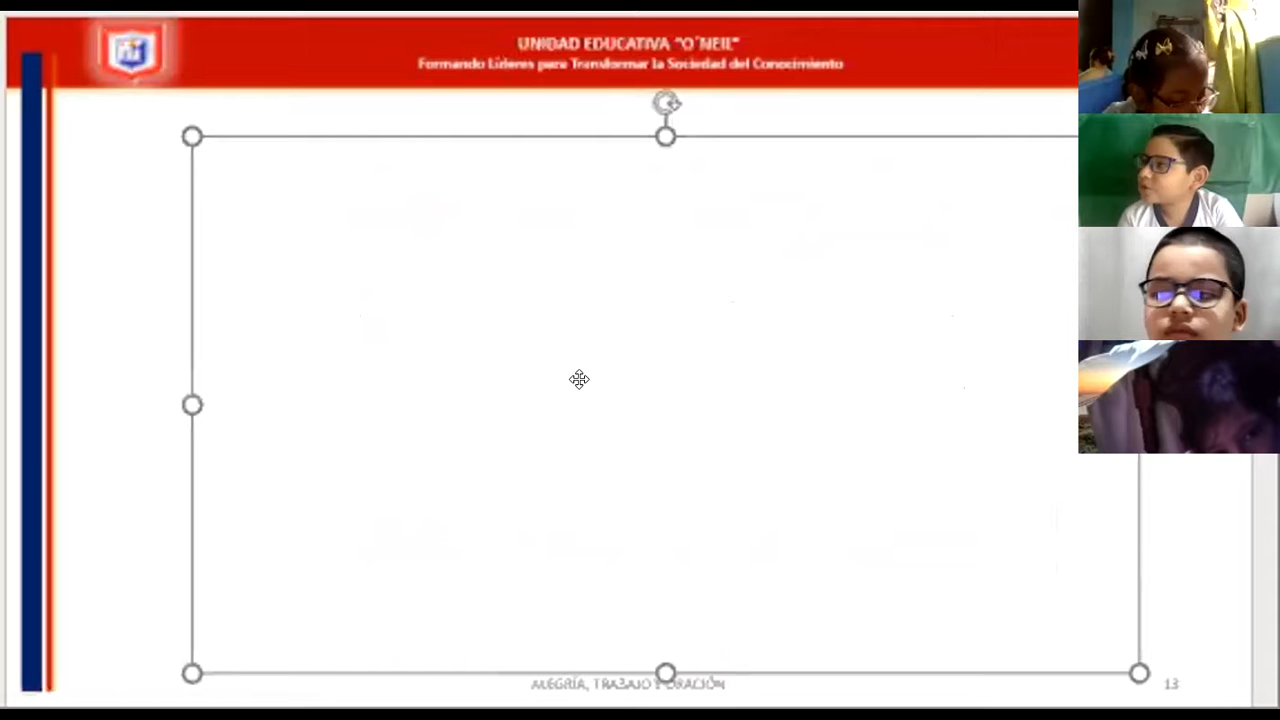 UNIDAD EDUCATIVA "O´NEIL"
Formando Líderes para Transformar la Sociedad del Conocimiento
ALEGRÍA, TRABAJO Y ORACIÓN
13